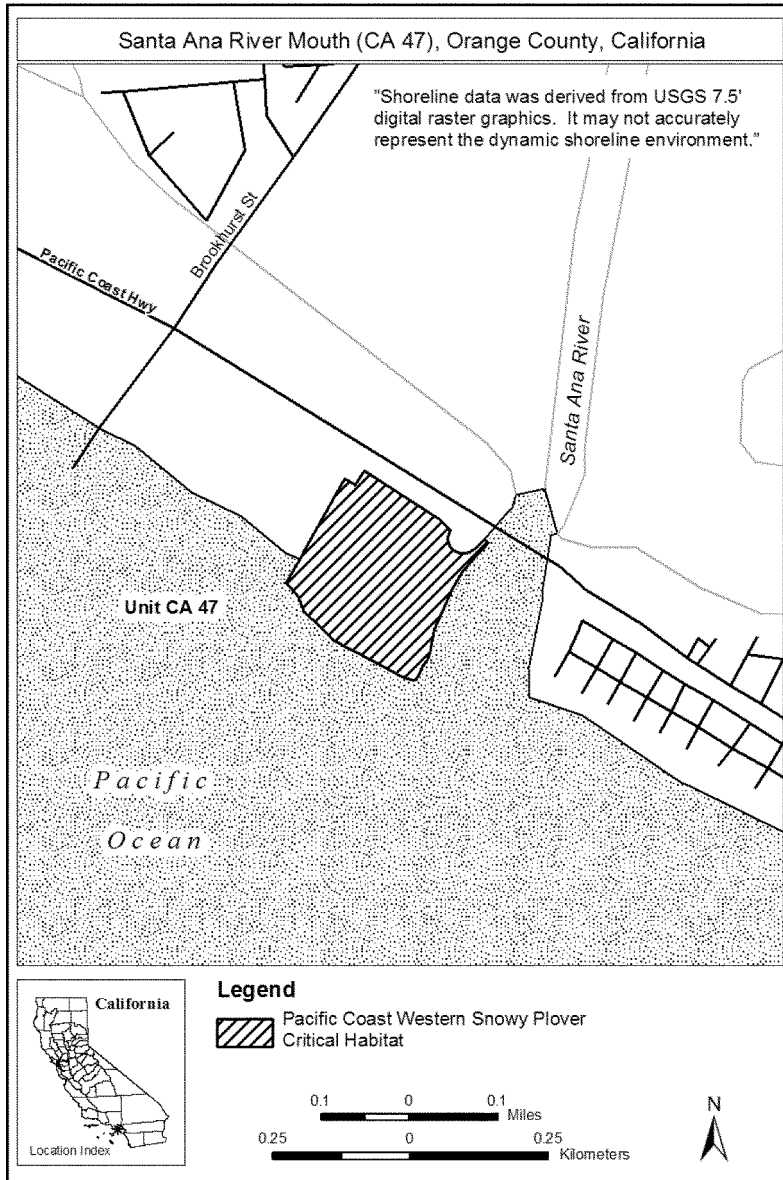 Santa Ana River Mouth (CA 47), Orange County, California
"Shoreline data was derived from USGS 7.5'
digital raster graphics. It may not accurately
represent the dynamic shoreline environment."
Brookhurst St
Pacific Coast Hwy
Santa Ana River
Unit CA 47
Pacific
Ocean
California
Location Index
Legend
Pacific Coast Western Snowy Plover
Critical Habitat
0.1 0 0.1
Miles
0.25 0 0.25
Kilometers
N